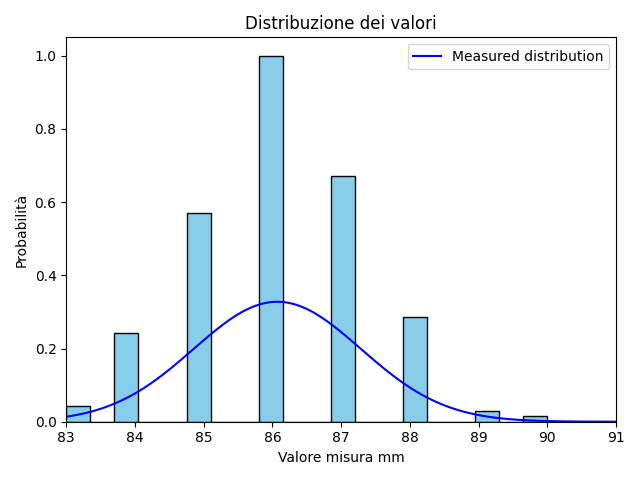 Distribuzione dei valori
Measured distribution
Probabilità
1.0
0.8
0.6
0.4
0.2
0.0
83 84 85 86 87 88 89 90 91
Valore misura mm